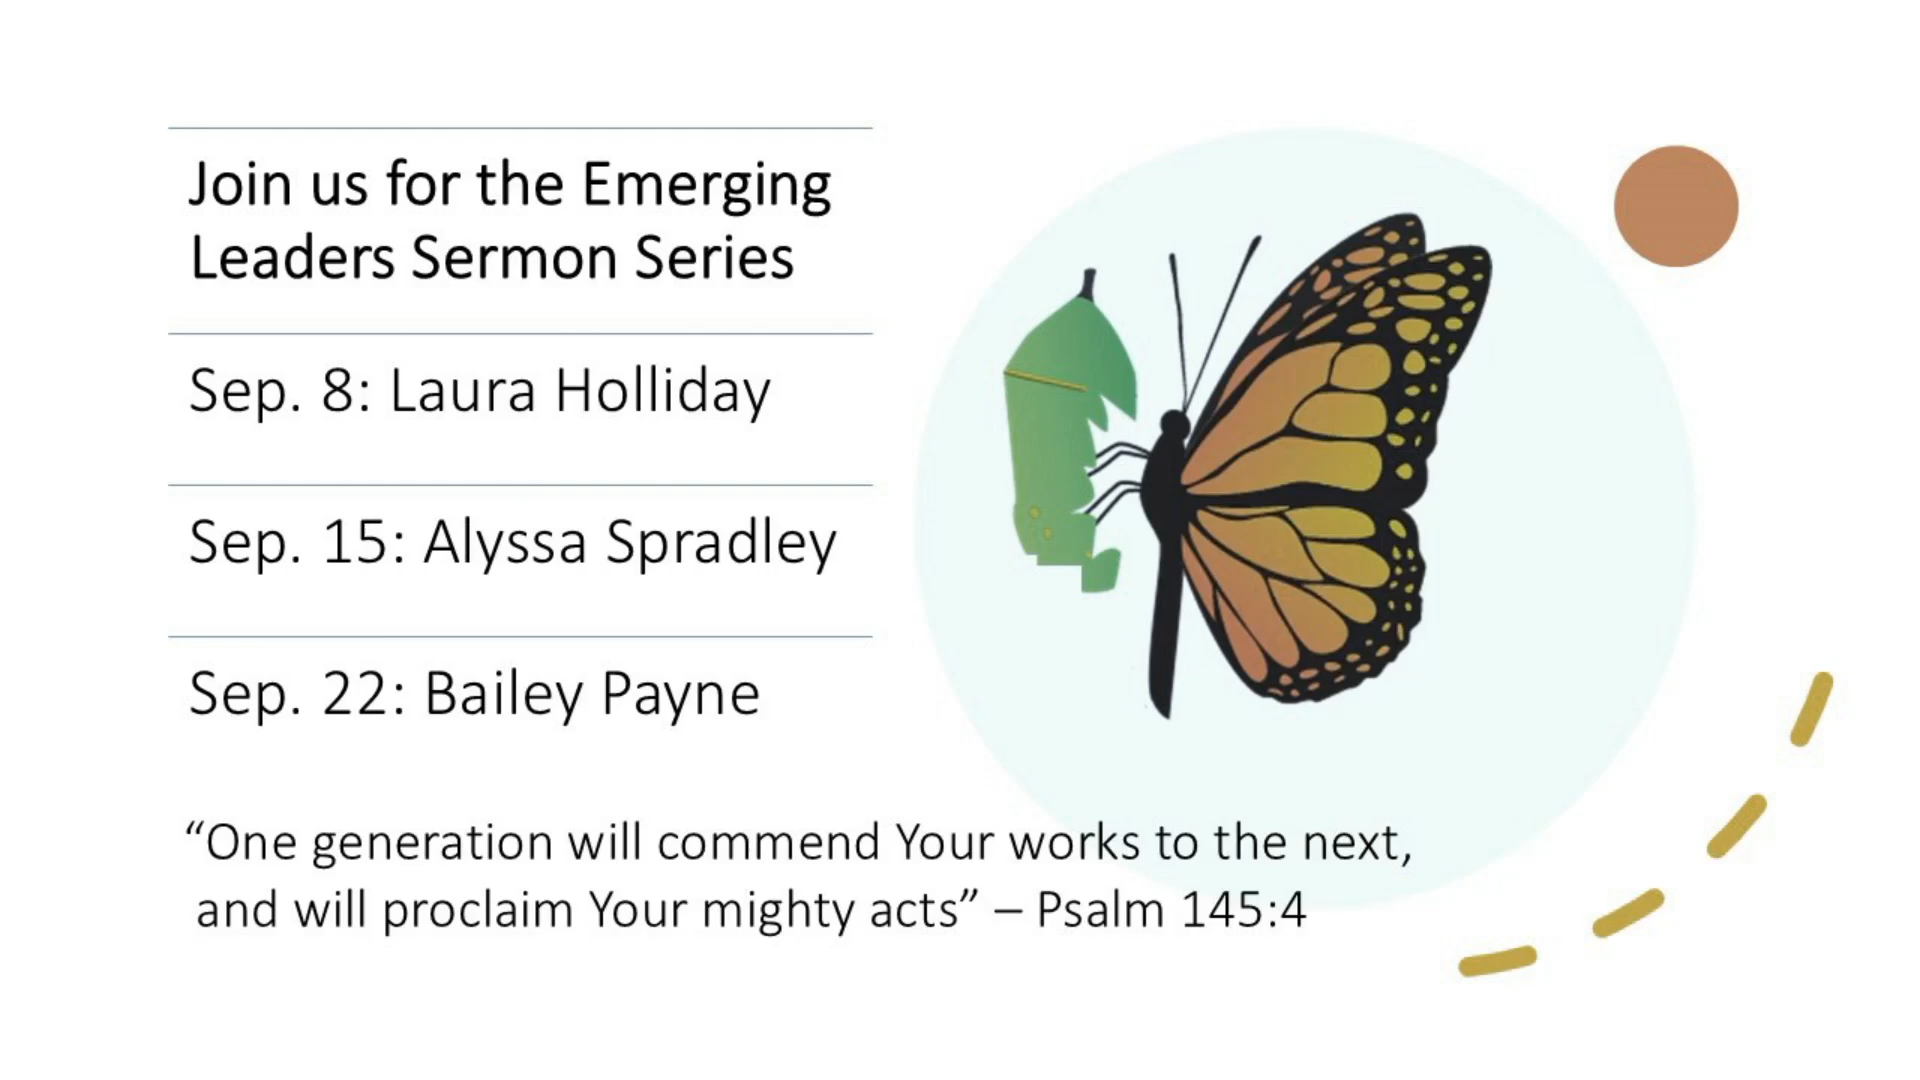 Join us for the Emerging
Leaders Sermon Series
Sep. 8: Laura Holliday
Sep. 15: Alyssa Spradley
Sep. 22: Bailey Payne
“One generation will commend Your works to the next,
and will proclaim Your mighty acts” – Psalm 145:4